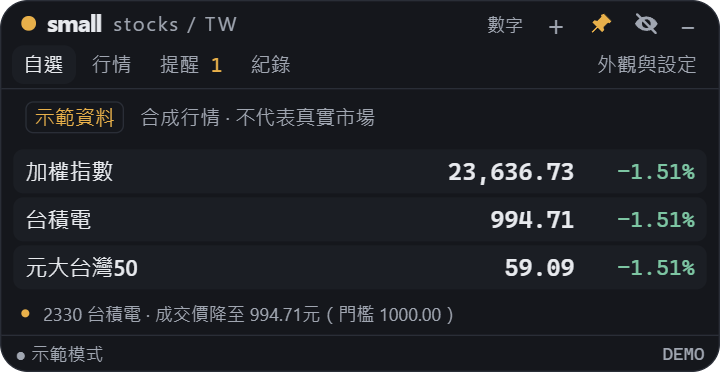 small stocks / TW 數字 + −
自選 行情 提醒 1 紀錄 外觀與設定
示範資料 合成行情 · 不代表真實市場
加權指數 23,636.73 −1.51%
台積電 994.71 −1.51%
元大台灣50 59.09 −1.51%
2330 台積電 · 成交價降至 994.71元（門檻 1000.00）
示範模式 DEMO